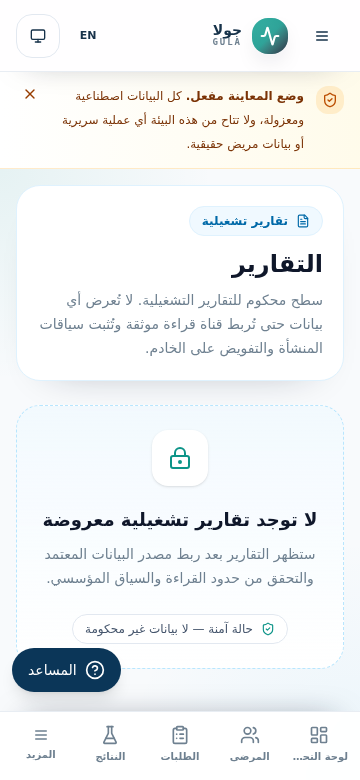 جولا
GULA
EN
وضع المعاينة مفعل. كل البيانات اصطناعية
ومعزولة، ولا تتاح من هذه البيئة أي عملية سريرية
أو بيانات مريض حقيقية.
تقارير تشغيلية
التقارير
سطح محكوم للتقارير التشغيلية. لا تُعرض أي
بيانات حتى تُربط قناة قراءة موثقة وتُثبت سياقات
المنشأة والتفويض على الخادم.
لا توجد تقارير تشغيلية معروضة
ستظهر التقارير بعد ربط مصدر البيانات المعتمد
والتحقق من حدود القراءة والسياق المؤسسي.
حالة آمنة — لا بيانات غير محكومة
المساعد
لوحة التحـ...
المرضى
الطلبات
النتائج
المزيد